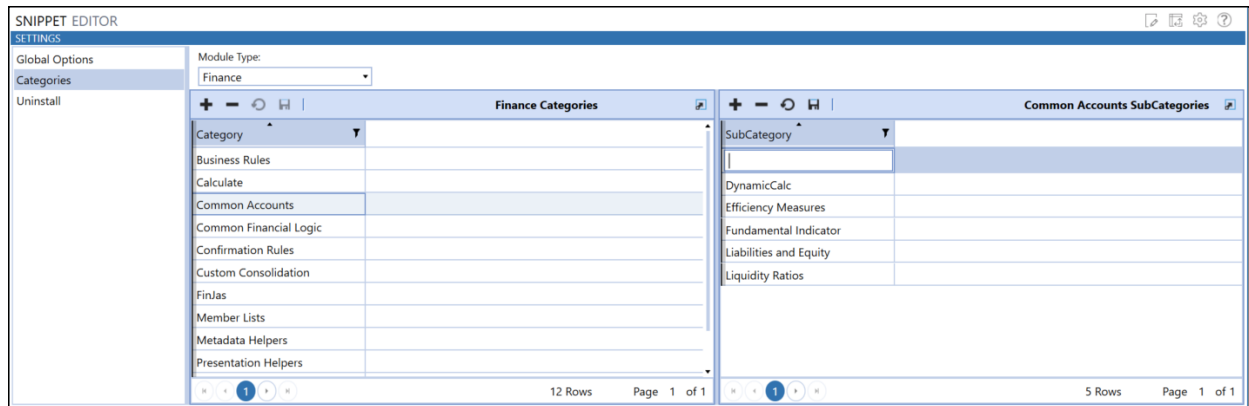 SNIPPET EDITOR
SETTINGS
Global Options
Categories
Uninstall
Module Type:
Finance
Finance Categories
Category
Business Rules
Calculate
Common Accounts
Common Financial Logic
Confirmation Rules
Custom Consolidation
FinJas
Member Lists
Metadata Helpers
Presentation Helpers
1
12 Rows Page 1 of 1
Common Accounts SubCategories
SubCategory
DynamicCalc
Efficiency Measures
Fundamental Indicator
Liabilities and Equity
Liquidity Ratios
1
5 Rows Page 1 of 1